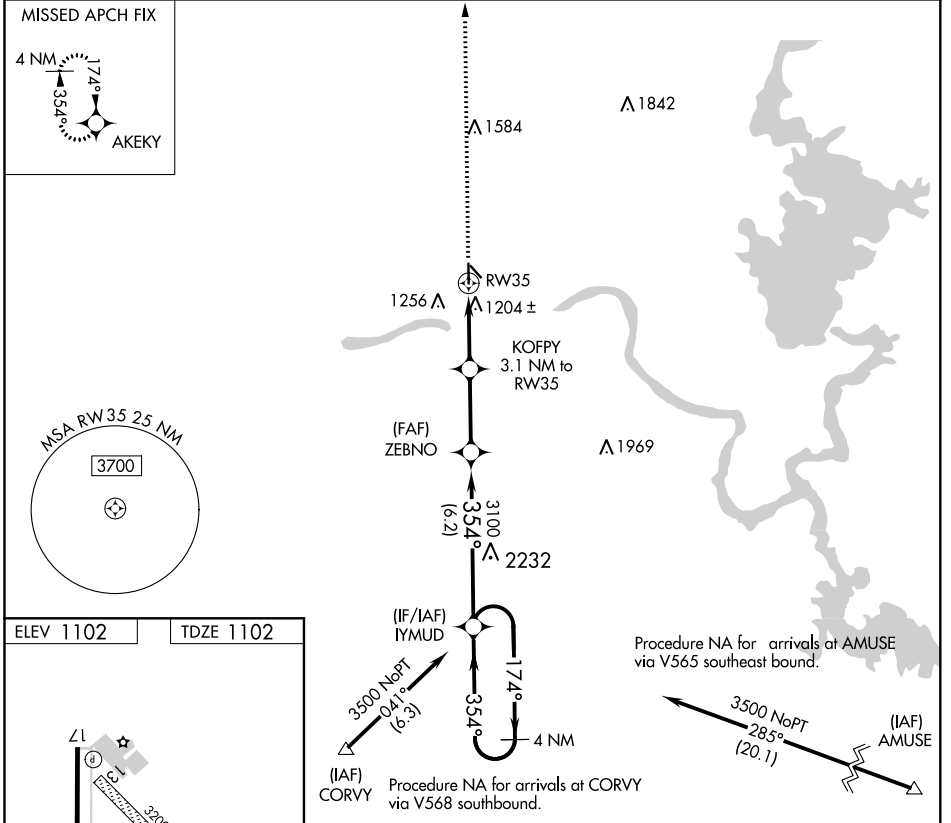 MISSED APCH FIX
4 NM
174°
354°
AKEKY
1842
1584
RW35
1256
1204 ±
KOFPY
3.1 NM to
RW35
(FAF)
ZEBNO
1969
MSA RW35 25 NM
3700
3100
354°
(6.2)
2232
(IF/IAF)
IYMUD
174°
354°
4 NM
3500 NoPT
041°
(6.3)
(IAF)
CORVY
Procedure NA for arrivals at CORVY
via V568 southbound.
Procedure NA for arrivals at AMUSE
via V565 southeast bound.
3500 NoPT
285°
(20.1)
(IAF)
AMUSE
ELEV 1102
TDZE 1102
17
P
13